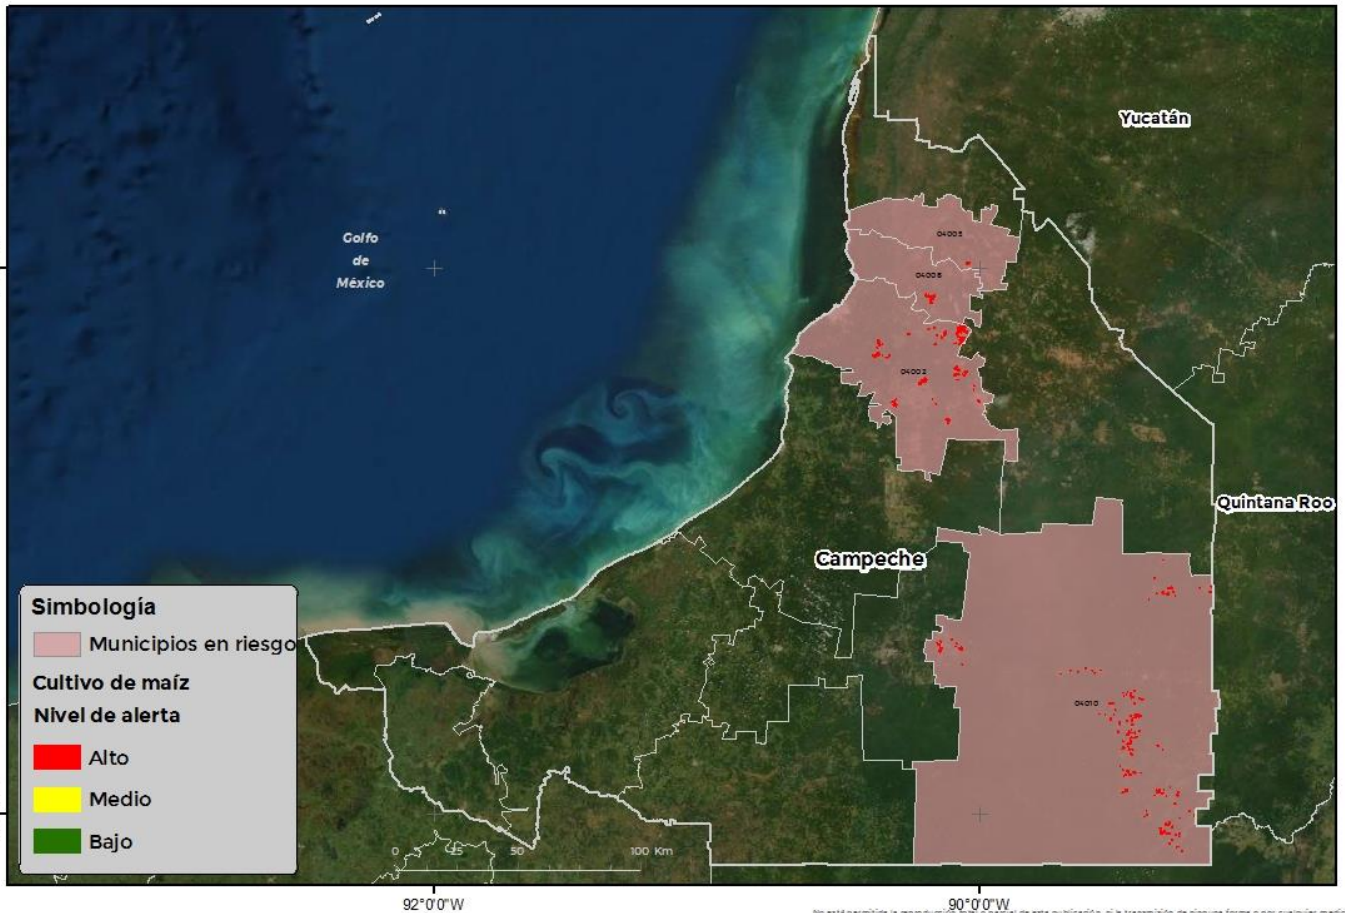 Yucatán
Golfo
de
México
04005
04008
04002
Quintana Roo
Campeche
04010
Simbología
Municipios en riesgo
Cultivo de maíz
Nivel de alerta
Alto
Medio
Bajo
0 25 50 100 Km
92°0'0"W 90°0'0"W